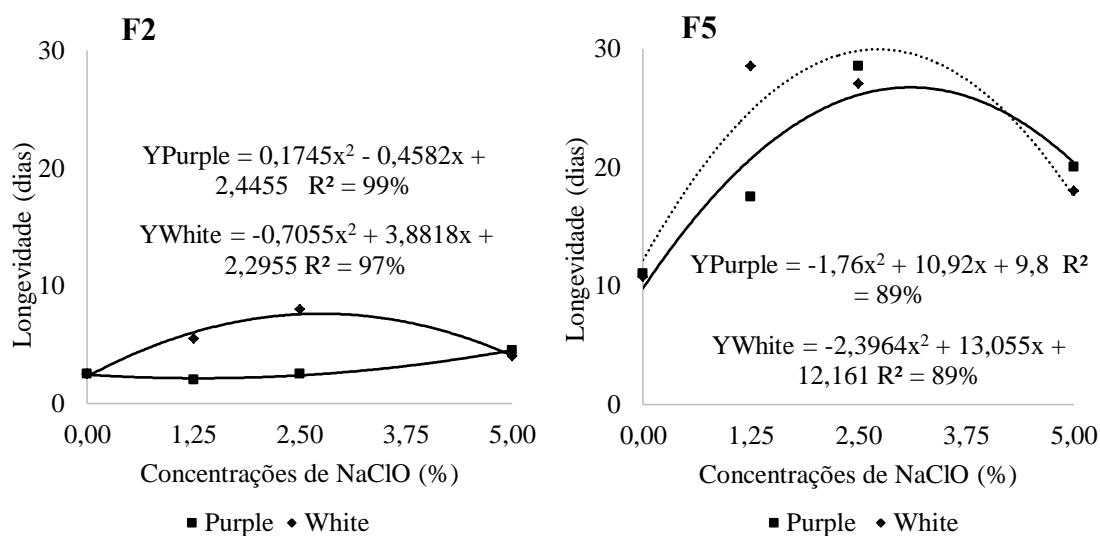 F2
30
20
10
0
Longevidade (dias)
YPurple = 0,1745x² - 0,4582x +
2,4455 R² = 99%
YWhite = -0,7055x² + 3,8818x +
2,2955 R² = 97%
0,00 1,25 2,50 3,75 5,00
Concentrações de NaClO (%)
■ Purple ◆ White
F5
30
20
10
0
Longevidade (dias)
YPurple = -1,76x² + 10,92x + 9,8 R²
= 89%
YWhite = -2,3964x² + 13,055x +
12,161 R² = 89%
0,00 1,25 2,50 3,75 5,00
Concentrações de NaClO (%)
■ Purple ◆ White